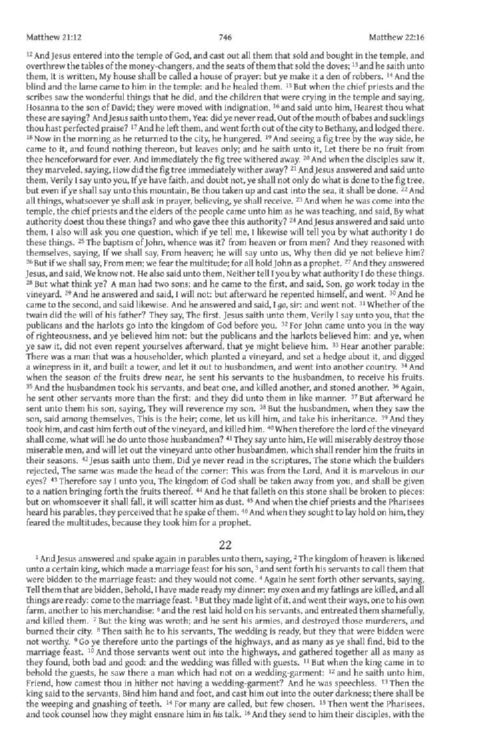 Matthew 21:12 746 Matthew 22:16
12 And Jesus entered into the temple of God, and cast out all them that sold and bought in the temple, and
overthrew the tables of the money-changers, and the seats of them that sold the doves; 13 and he saith unto
them, It is written, My house shall be called a house of prayer: but ye make it a den of robbers. 14 And the
blind and the lame came to him in the temple: and he healed them. 15 But when the chief priests and the
scribes saw the wonderful things that he did, and the children that were crying in the temple and saying,
Hosanna to the son of David; they were moved with indignation, 16 and said unto him, Hearest thou what
these are saying? And Jesus saith unto them, Yea: did ye never read, Out of the mouth of babes and sucklings
thou hast perfected praise? 17 And he left them, and went forth out of the city to Bethany, and lodged there.
18 Now in the morning as he returned to the city, he hungered. 19 And seeing a fig tree by the way side, he
came to it, and found nothing thereon, but leaves only; and he saith unto it, Let there be no fruit from
thee henceforward for ever. And immediately the fig tree withered away. 20 And when the disciples saw it,
they marveled, saying, How did the fig tree immediately wither away? 21 And Jesus answered and said unto
them, Verily I say unto you, If ye have faith, and doubt not, ye shall not only do what is done to the fig tree,
but even if ye shall say unto this mountain, Be thou taken up and cast into the sea, it shall be done. 22 And
all things, whatsoever ye shall ask in prayer, believing, ye shall receive. 23 And when he was come into the
temple, the chief priests and the elders of the people came unto him as he was teaching, and said, By what
authority doest thou these things? and who gave thee this authority? 24 And Jesus answered and said unto
them, I also will ask you one question, which if ye tell me, I likewise will tell you by what authority I do
these things. 25 The baptism of John, whence was it? from heaven or from men? And they reasoned with
themselves, saying, If we shall say, From heaven; he will say unto us, Why then did ye not believe him?
26 But if we shall say, From men; we fear the multitude; for all hold John as a prophet. 27 And they answered
Jesus, and said, We know not. He also said unto them, Neither tell I you by what authority I do these things.
28 But what think ye? A man had two sons; and he came to the first, and said, Son, go work today in the
vineyard. 29 And he answered and said, I will not: but afterward he repented himself, and went. 30 And he
came to the second, and said likewise. And he answered and said, I go, sir: and went not. 31 Whether of the
twain did the will of his father? They say, The first. Jesus saith unto them, Verily I say unto you, that the
publicans and the harlots go into the kingdom of God before you. 32 For John came unto you in the way
of righteousness, and ye believed him not: but the publicans and the harlots believed him: and ye, when
ye saw it, did not even repent yourselves afterward, that ye might believe him. 33 Hear another parable:
There was a man that was a householder, which planted a vineyard, and set a hedge about it, and digged
a winepress in it, and built a tower, and let it out to husbandmen, and went into another country. 34 And
when the season of the fruits drew near, he sent his servants to the husbandmen, to receive his fruits.
35 And the husbandmen took his servants, and beat one, and killed another, and stoned another. 36 Again,
he sent other servants more than the first: and they did unto them in like manner. 37 But afterward he
sent unto them his son, saying, They will reverence my son. 38 But the husbandmen, when they saw the
son, said among themselves, This is the heir; come, let us kill him, and take his inheritance. 39 And they
took him, and cast him forth out of the vineyard, and killed him. 40 When therefore the lord of the vineyard
shall come, what will he do unto those husbandmen? 41 They say unto him, He will miserably destroy those
miserable men, and will let out the vineyard unto other husbandmen, which shall render him the fruits in
their seasons. 42 Jesus saith unto them, Did ye never read in the scriptures, The stone which the builders
rejected, The same was made the head of the corner: This was from the Lord, And it is marvelous in our
eyes? 43 Therefore say I unto you, The kingdom of God shall be taken away from you, and shall be given
to a nation bringing forth the fruits thereof. 44 And he that falleth on this stone shall be broken to pieces:
but on whomsoever it shall fall, it will scatter him as dust. 45 And when the chief priests and the Pharisees
heard his parables, they perceived that he spake of them. 46 And when they sought to lay hold on him, they
feared the multitudes, because they took him for a prophet.
22
1 And Jesus answered and spake again in parables unto them, saying, 2 The kingdom of heaven is likened
unto a certain king, which made a marriage feast for his son, 3 and sent forth his servants to call them that
were bidden to the marriage feast: and they would not come. 4 Again he sent forth other servants, saying,
Tell them that are bidden, Behold, I have made ready my dinner: my oxen and my fatlings are killed, and all
things are ready: come to the marriage feast. 5 But they made light of it, and went their ways, one to his own
farm, another to his merchandise: 6 and the rest laid hold on his servants, and entreated them shamefully,
and killed them. 7 But the king was wroth; and he sent his armies, and destroyed those murderers, and
burned their city. 8 Then saith he to his servants, The wedding is ready, but they that were bidden were
not worthy. 9 Go ye therefore unto the partings of the highways, and as many as ye shall find, bid to the
marriage feast. 10 And those servants went out into the highways, and gathered together all as many as
they found, both bad and good: and the wedding was filled with guests. 11 But when the king came in to
behold the guests, he saw there a man which had not on a wedding-garment: 12 and he saith unto him,
Friend, how camest thou in hither not having a wedding-garment? And he was speechless. 13 Then the
king said to the servants, Bind him hand and foot, and cast him out into the outer darkness; there shall be
the weeping and gnashing of teeth. 14 For many are called, but few chosen. 15 Then went the Pharisees,
and took counsel how they might ensnare him in his talk. 16 And they send to him their disciples, with the